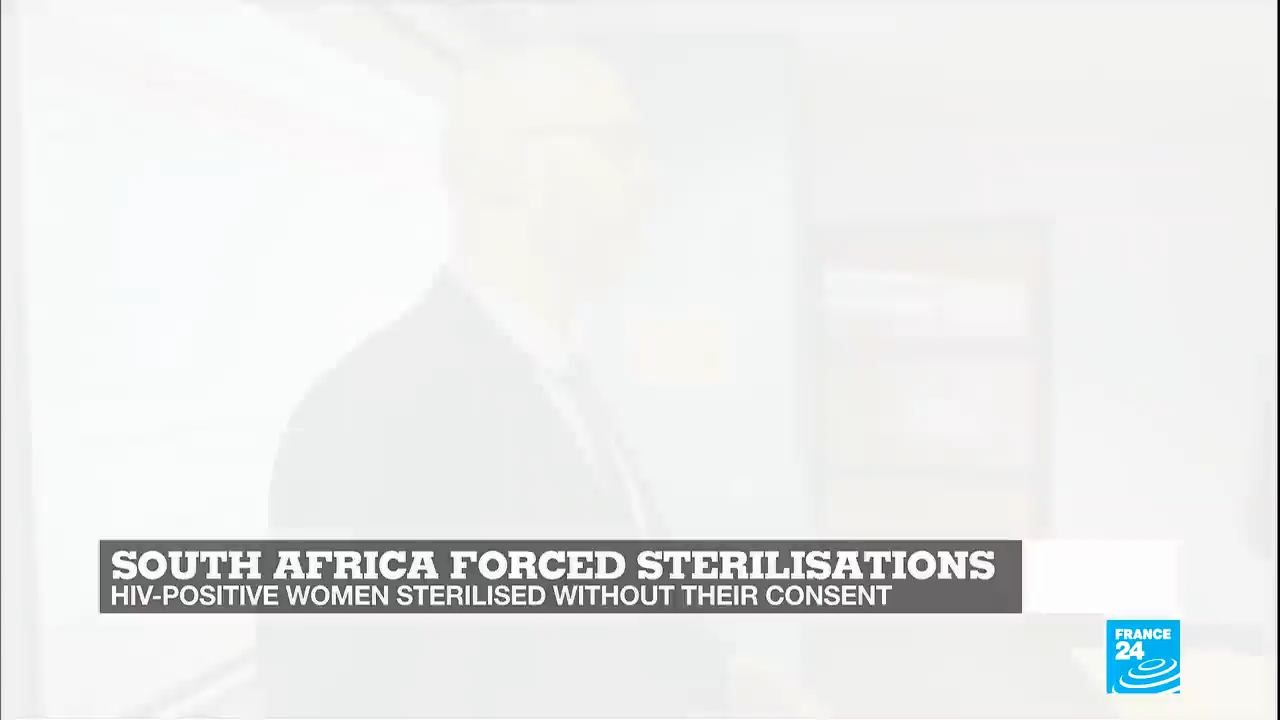 SOUTH AFRICA FORCED STERILISATIONS
HIV-POSITIVE WOMEN STERILISED WITHOUT THEIR CONSENT
FRANCE
24